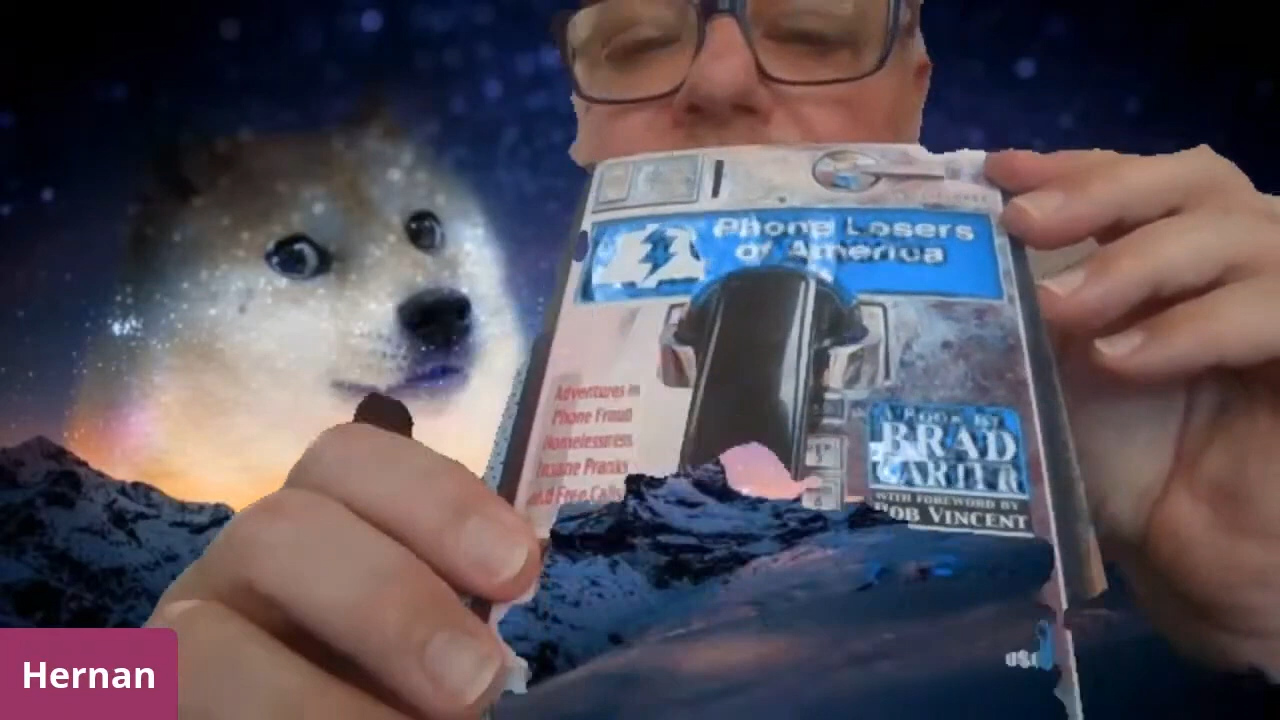 Phone Losers
of America
Adventures in
Phone Fraud
Homelessness
Insane Pranks
And Free Calls
A Book By
BRAD
CARTER
WITH FOREWORD BY
ROB VINCENT
Hernan